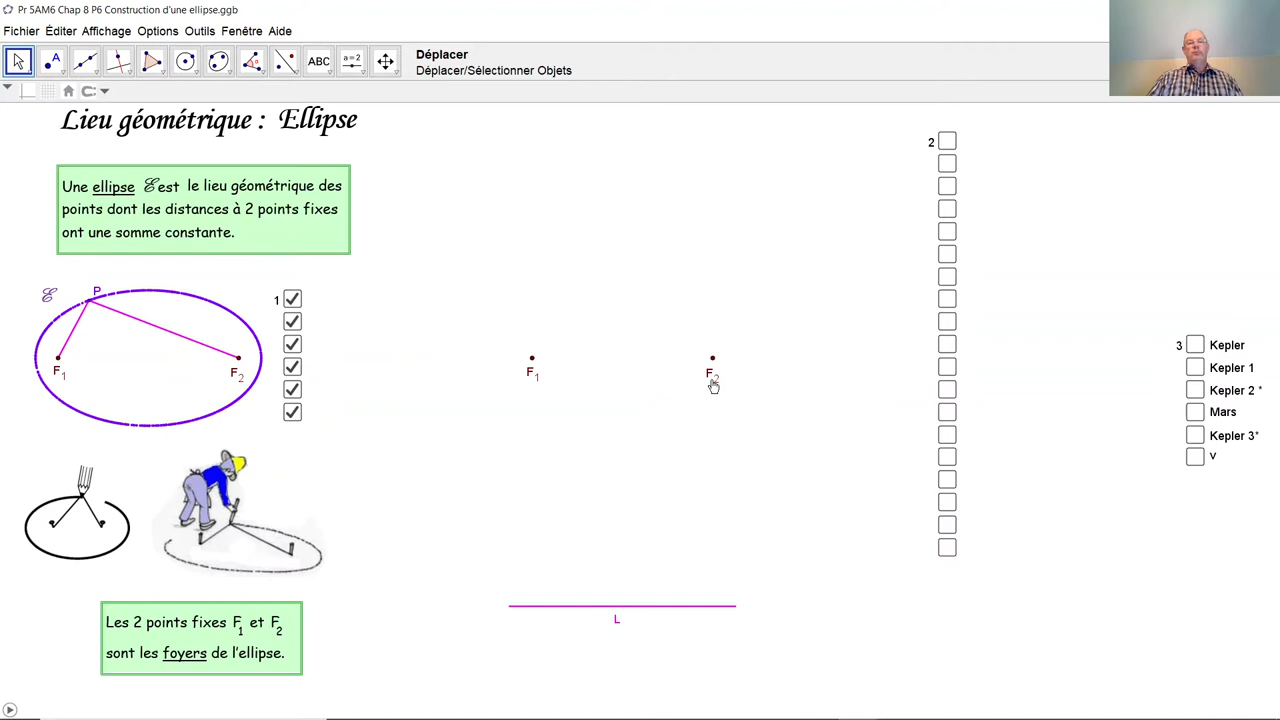 Pr 5AM6 Chap 8 P6 Construction d'une ellipse.ggb
Fichier Éditer Affichage Options Outils Fenêtre Aide
A
ABC
a=2
Déplacer
Déplacer/Sélectionner Objets
Lieu géométrique : Ellipse
Une ellipse ℰ est le lieu géométrique des
points dont les distances à 2 points fixes
ont une somme constante.
ℰ
P
F1
F2
1
F1
F2
L
2
3
Kepler
Kepler 1
Kepler 2 *
Mars
Kepler 3*
v
Les 2 points fixes F1 et F2
sont les foyers de l'ellipse.